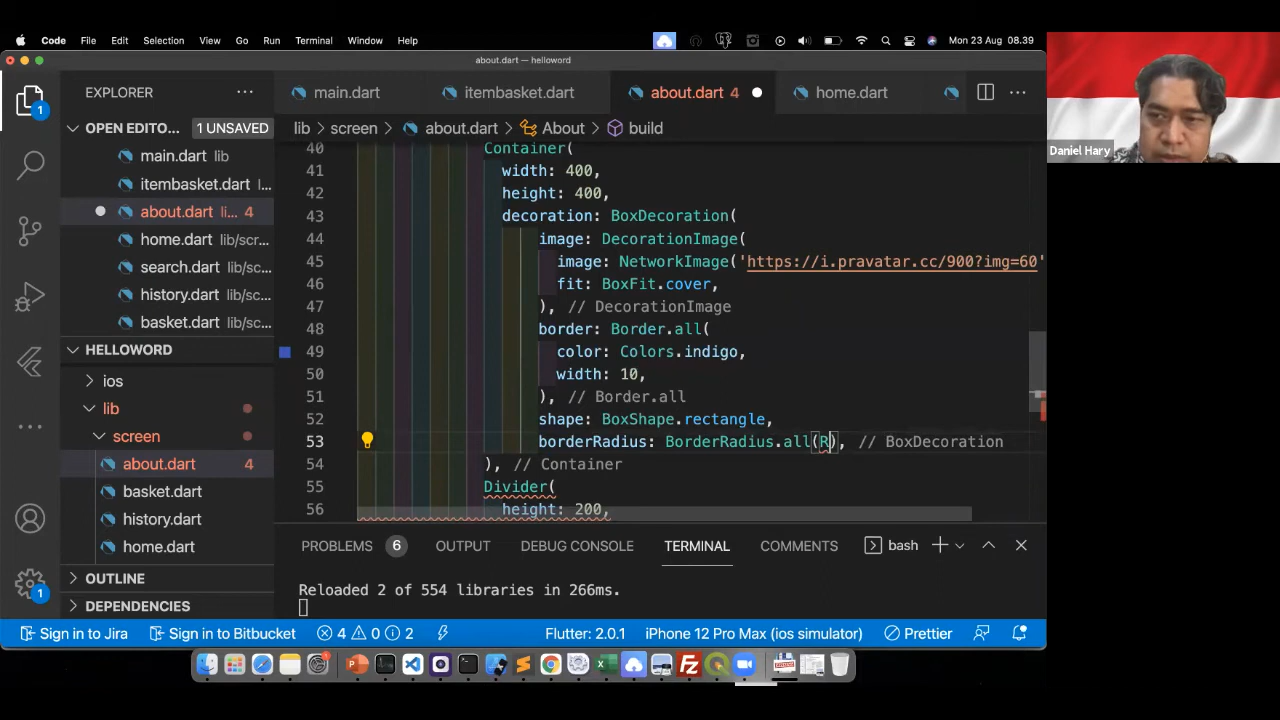 Code File Edit Selection View Go Run Terminal Window Help Mon 23 Aug 08.39
about.dart — helloword
EXPLORER
main.dart itembasket.dart about.dart 4 home.dart
OPEN EDITO... 1 UNSAVED
lib › screen › about.dart › About › build
main.dart lib
itembasket.dart l...
about.dart li... 4
home.dart lib/scr...
search.dart lib/sc...
history.dart lib/sc...
basket.dart lib/sc...
HELLOWORD
ios
lib
screen
about.dart 4
basket.dart
history.dart
home.dart
OUTLINE
DEPENDENCIES
40 Container(
41 width: 400,
42 height: 400,
43 decoration: BoxDecoration(
44 image: DecorationImage(
45 image: NetworkImage('https://i.pravatar.cc/900?img=60'
46 fit: BoxFit.cover,
47 ), // DecorationImage
48 border: Border.all(
49 color: Colors.indigo,
50 width: 10,
51 ), // Border.all
52 shape: BoxShape.rectangle,
53 borderRadius: BorderRadius.all(R), // BoxDecoration
54 ), // Container
55 Divider(
56 height: 200,
PROBLEMS 6 OUTPUT DEBUG CONSOLE TERMINAL COMMENTS bash
Reloaded 2 of 554 libraries in 266ms.
1
1
Sign in to Jira Sign in to Bitbucket 4 0 2 Flutter: 2.0.1 iPhone 12 Pro Max (ios simulator) Prettier
Daniel Hary